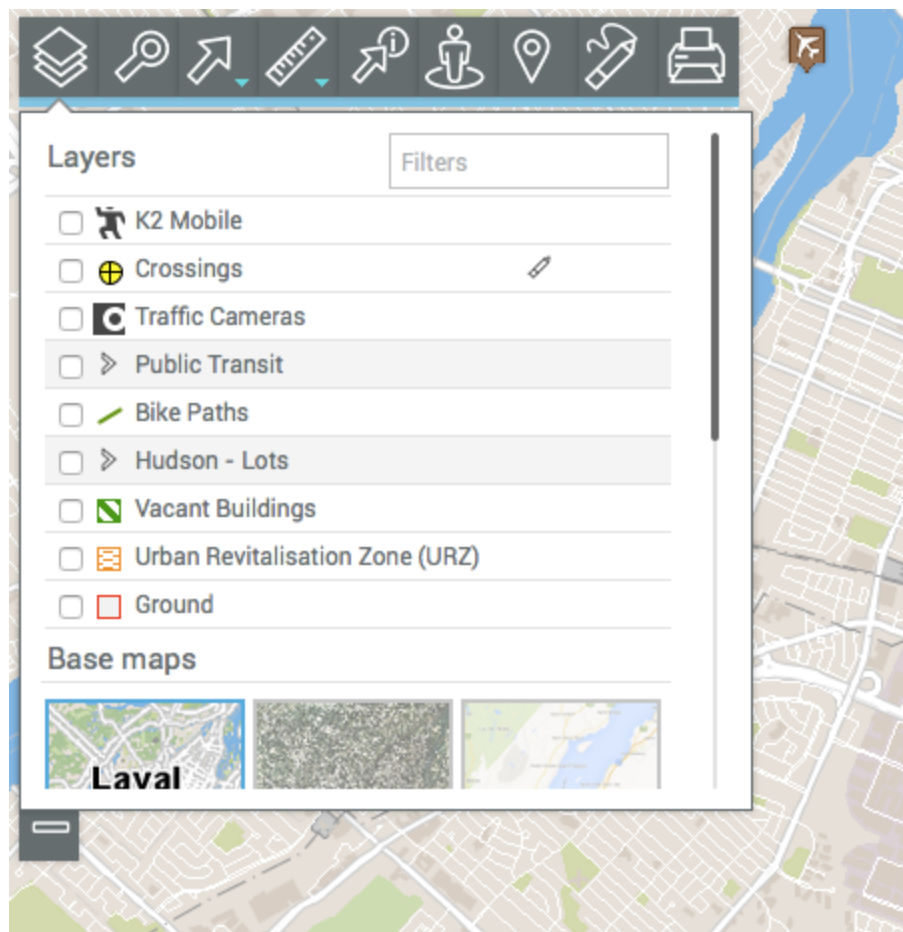 Layers
Filters
K2 Mobile
Crossings
Traffic Cameras
Public Transit
Bike Paths
Hudson - Lots
Vacant Buildings
Urban Revitalisation Zone (URZ)
Ground
Base maps
Laval